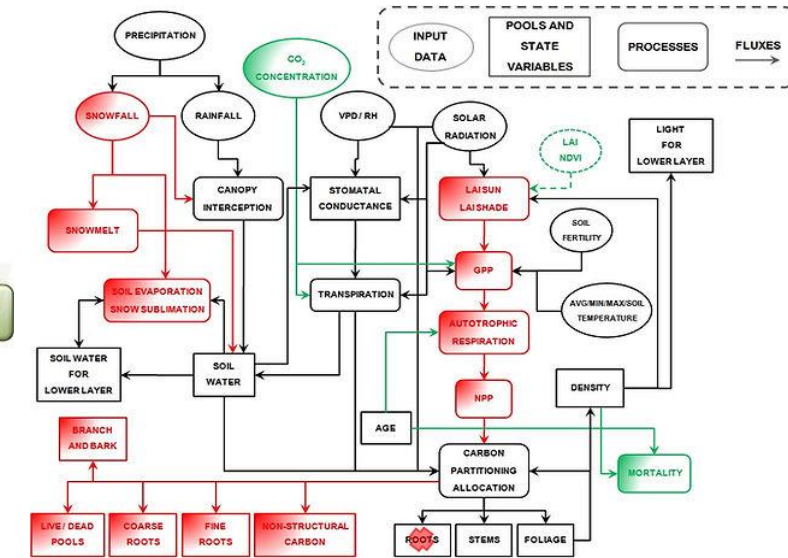 PRECIPITATION
CO₂
CONCENTRATION
INPUT
DATA
POOLS AND
STATE
VARIABLES
PROCESSES
FLUXES
SNOWFALL
RAINFALL
VPD / RH
SOLAR
RADIATION
LAI
NDVI
LIGHT
FOR
LOWER LAYER
CANOPY
INTERCEPTION
STOMATAL
CONDUCTANCE
LAI SUN
LAI SHADE
SNOWMELT
SOIL
FERTILITY
GPP
SOIL EVAPORATION
SNOW SUBLIMATION
TRANSPIRATION
AVG/MIN/MAX/SOIL
TEMPERATURE
AUTOTROPHIC
RESPIRATION
SOIL WATER
FOR
LOWER LAYER
SOIL
WATER
DENSITY
NPP
AGE
BRANCH
AND BARK
CARBON
PARTITIONING
ALLOCATION
MORTALITY
LIVE / DEAD
POOLS
COARSE
ROOTS
FINE
ROOTS
NON-STRUCTURAL
CARBON
ROOTS
STEMS
FOLIAGE